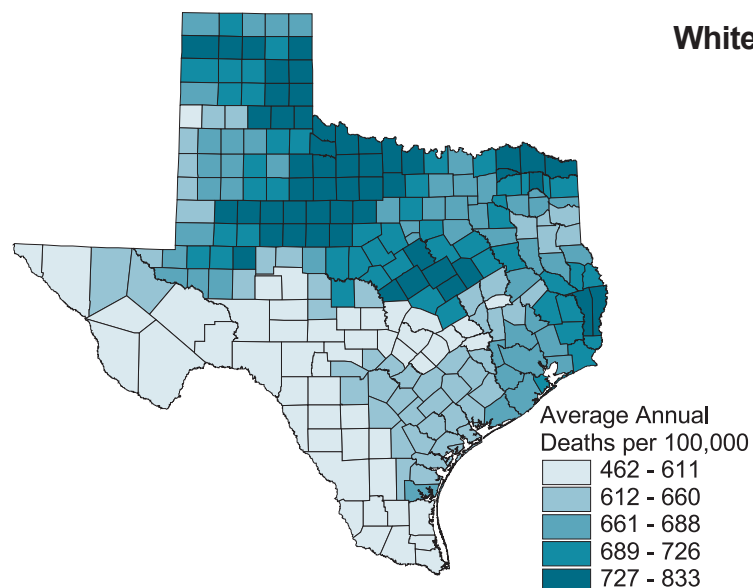 White
Average Annual
Deaths per 100,000
462 - 611
612 - 660
661 - 688
689 - 726
727 - 833